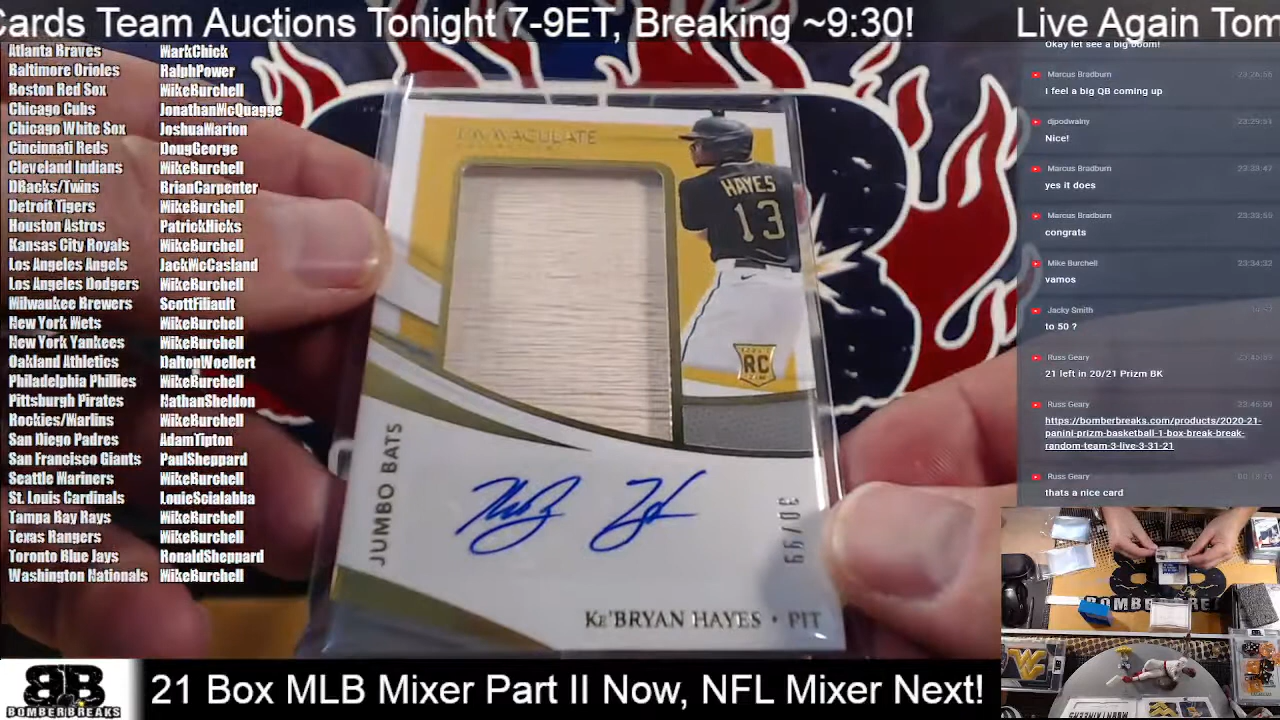 Cards Team Auctions Tonight 7-9ET, Breaking ~9:30! Live Again Tom
Atlanta Braves WarkChick
Baltimore Orioles RalphPower
Boston Red Sox MikeBurchell
Chicago Cubs JonathanMcQuagge
Chicago White Sox JoshuaMarion
Cincinnati Reds DougGeorge
Cleveland Indians MikeBurchell
DBacks/Twins BrianCarpenter
Detroit Tigers MikeBurchell
Houston Astros PatrickHicks
Kansas City Royals MikeBurchell
Los Angeles Angels JackMcCasland
Los Angeles Dodgers MikeBurchell
Milwaukee Brewers ScottFiliault
New York Mets MikeBurchell
New York Yankees MikeBurchell
Oakland Athletics DaltonWoellert
Philadelphia Phillies MikeBurchell
Pittsburgh Pirates NathanSheldon
Rockies/Marlins MikeBurchell
San Diego Padres AdamTipton
San Francisco Giants PaulSheppard
Seattle Mariners MikeBurchell
St. Louis Cardinals LouieScialabba
Tampa Bay Rays MikeBurchell
Texas Rangers MikeBurchell
Toronto Blue Jays RonaldSheppard
Washington Nationals MikeBurchell
IMMACULATE
HAYES
13
RC
JUMBO BATS
KE'BRYAN HAYES • PIT
Okay let see a big boom!
Marcus Bradburn
I feel a big QB coming up
djpodwalny
Nice!
Marcus Bradburn
yes it does
Marcus Bradburn
congrats
Mike Burchell 23:34:32
vamos
Jacky Smith
to 50 ?
Russ Geary
21 left in 20/21 Prizm BK
Russ Geary
https://bomberbreaks.com/products/2020-21-
panini-prizm-basketball-1-box-break-break-
random-team-3-live-3-31-21
Russ Geary
thats a nice card
BOMBERBRE
BB
BOMBERBREAKS
21 Box MLB Mixer Part II Now, NFL Mixer Next!